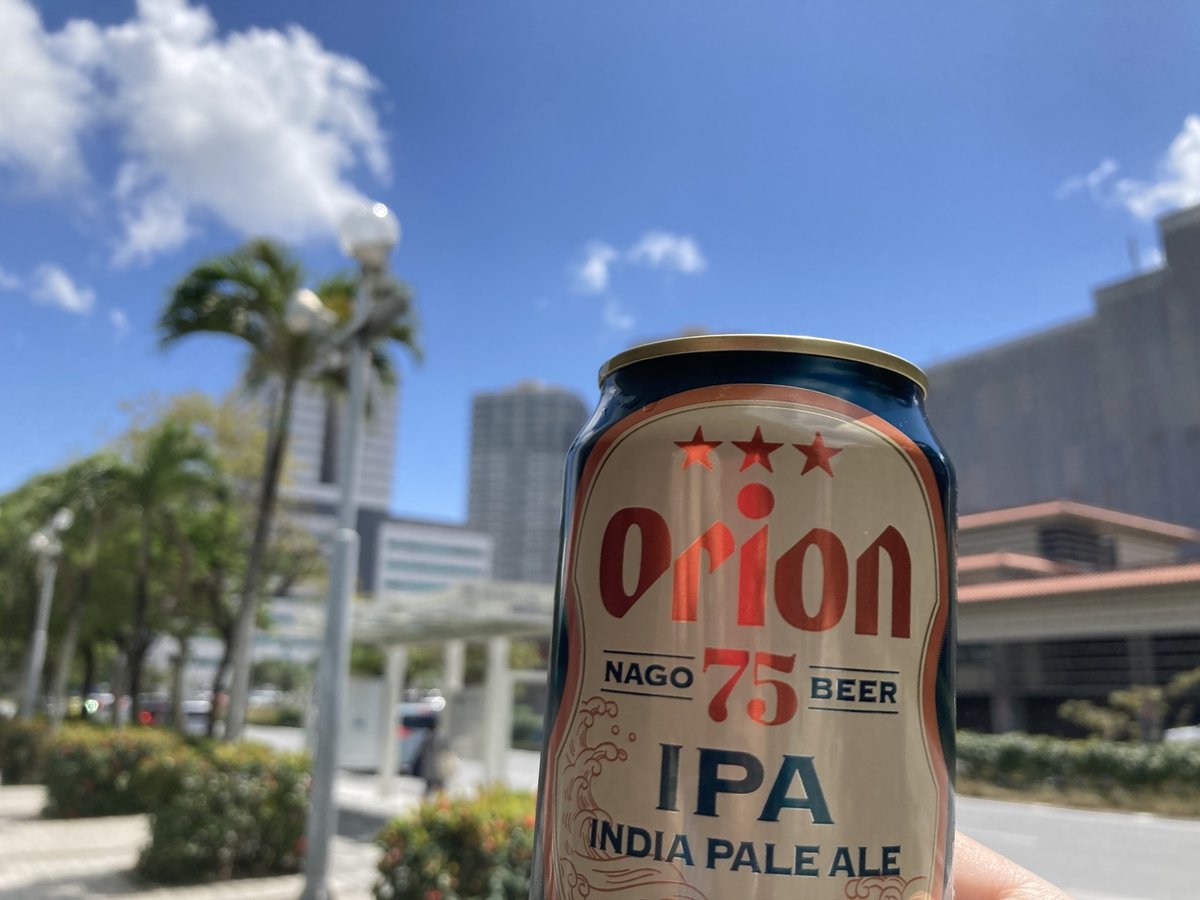 Orion
NAGO 75 BEER
IPA
INDIA PALE ALE